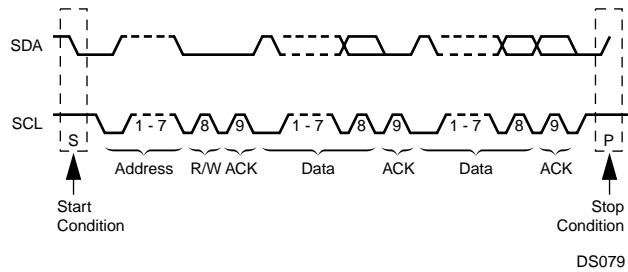 SDA
SCL
1 - 7 8 9 1 - 7 8 9 1 - 7 8 9
S P
Address R/W ACK Data ACK Data ACK
Start
Condition
Stop
Condition
DS079